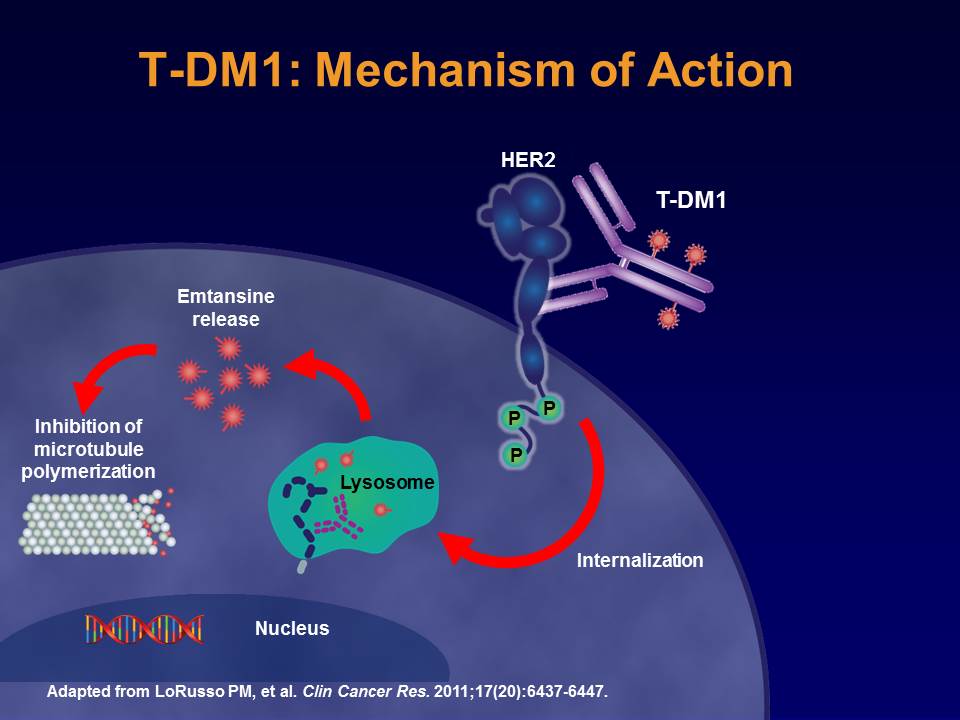 T-DM1: Mechanism of Action
HER2
T-DM1
Emtansine
release
P
P
P
Inhibition of
microtubule
polymerization
Lysosome
Internalization
Nucleus
Adapted from LoRusso PM, et al. Clin Cancer Res. 2011;17(20):6437-6447.